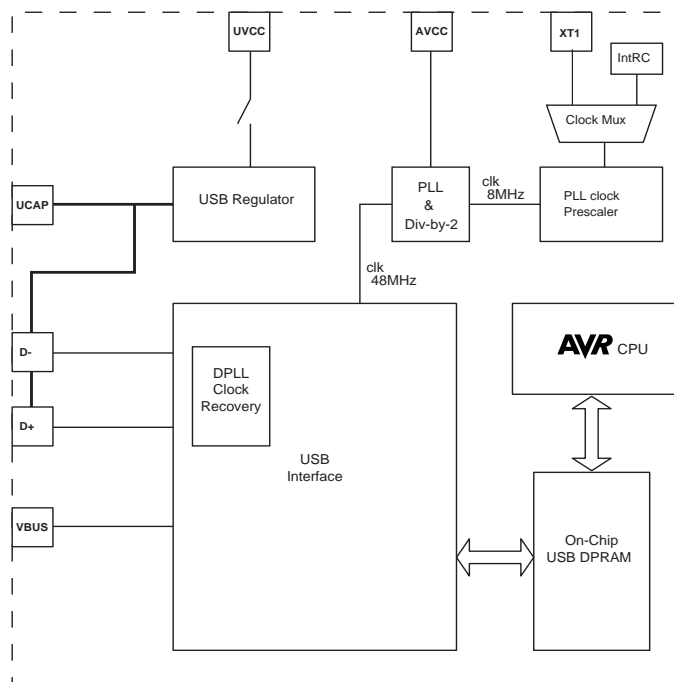 UVCC
AVCC
XT1
IntRC
Clock Mux
UCAP
USB Regulator
PLL
&
Div-by-2
clk
8MHz
PLL clock
Prescaler
clk
48MHz
D-
DPLL
Clock
Recovery
AVR CPU
D+
USB
Interface
VBUS
On-Chip
USB DPRAM